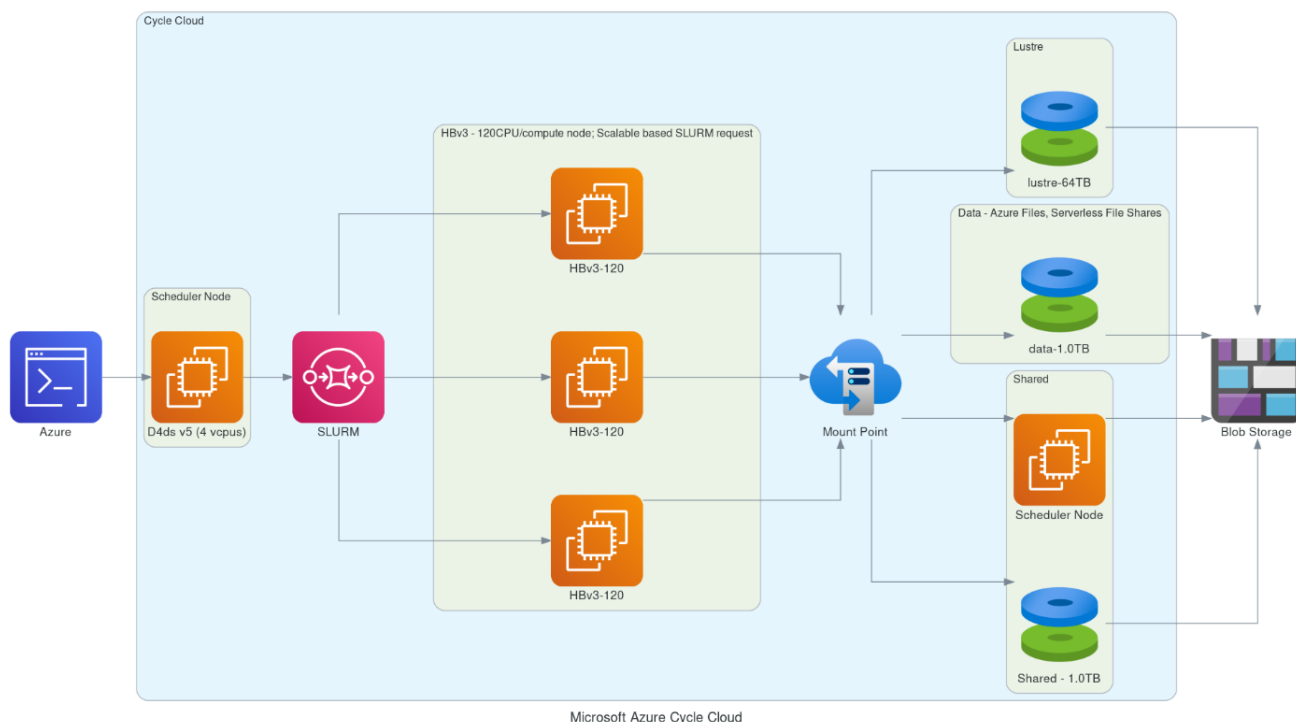 Cycle Cloud
Lustre
lustre-64TB
HBv3 - 120CPU/compute node; Scalable based SLURM request
HBv3-120
Data - Azure Files, Serverless File Shares
data-1.0TB
Scheduler Node
D4ds v5 (4 vcpus)
Azure
SLURM
HBv3-120
Mount Point
Shared
Scheduler Node
Blob Storage
HBv3-120
Shared - 1.0TB
Microsoft Azure Cycle Cloud